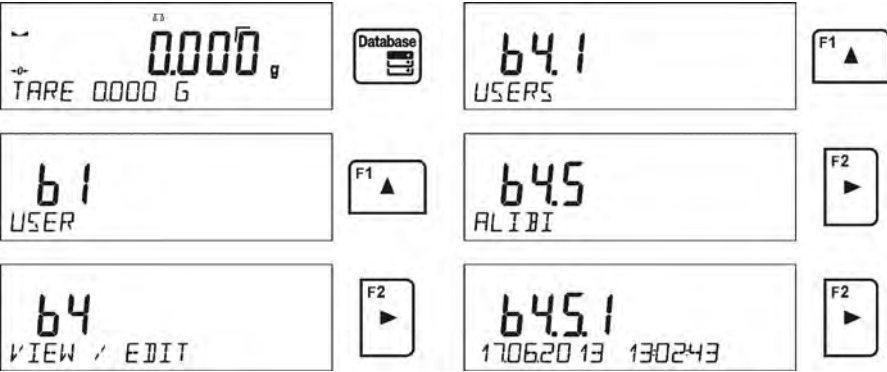 0.000 g
→0←
TARE 0.000 G
Database
b1
USER
F1
b4
VIEW / EDIT
F2
b4.1
USERS
F1
b4.5
ALIBI
F2
b4.5.1
17.06.2013 13:02:43
F2